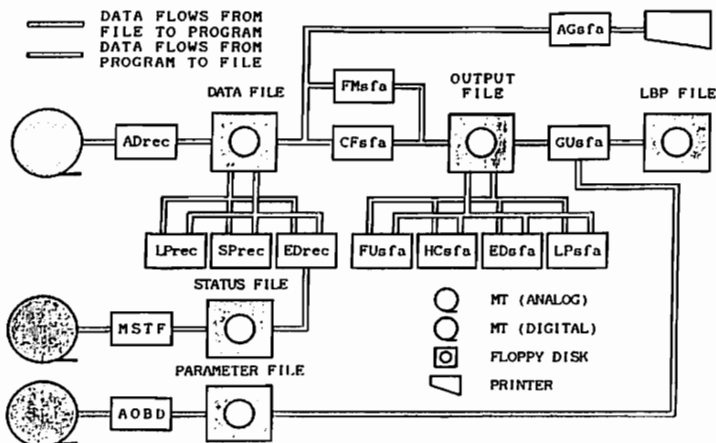 DATA FLOWS FROM
FILE TO PROGRAM
DATA FLOWS FROM
PROGRAM TO FILE
AGsfa
DATA FILE
FMsfa
OUTPUT
FILE
LBP FILE
ADrec
CFsfa
GUsfa
LPrec
SPrec
EDrec
FUsfa
HCsfa
EDsfa
LPsfa
STATUS FILE
MSTF
MT (ANALOG)
MT (DIGITAL)
FLOPPY DISK
PRINTER
PARAMETER FILE
AOBD